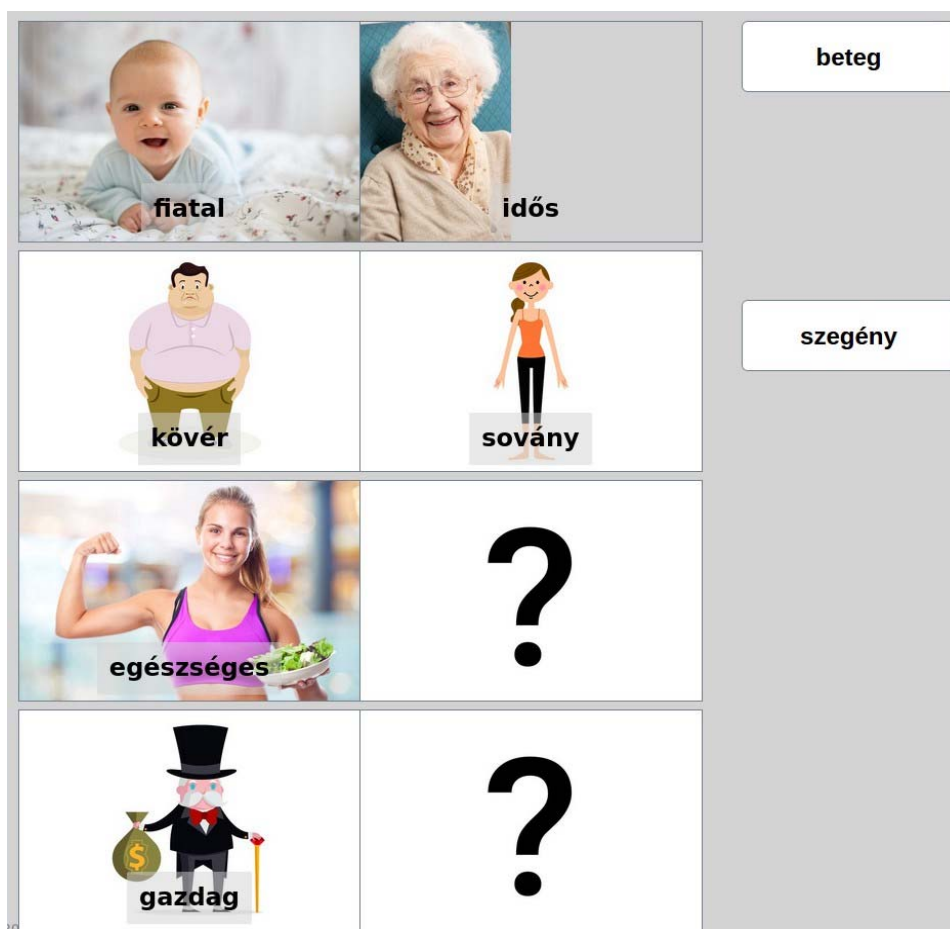 fiatal
idős
beteg
kövér
sovány
szegény
egészséges
?
gazdag
?
$